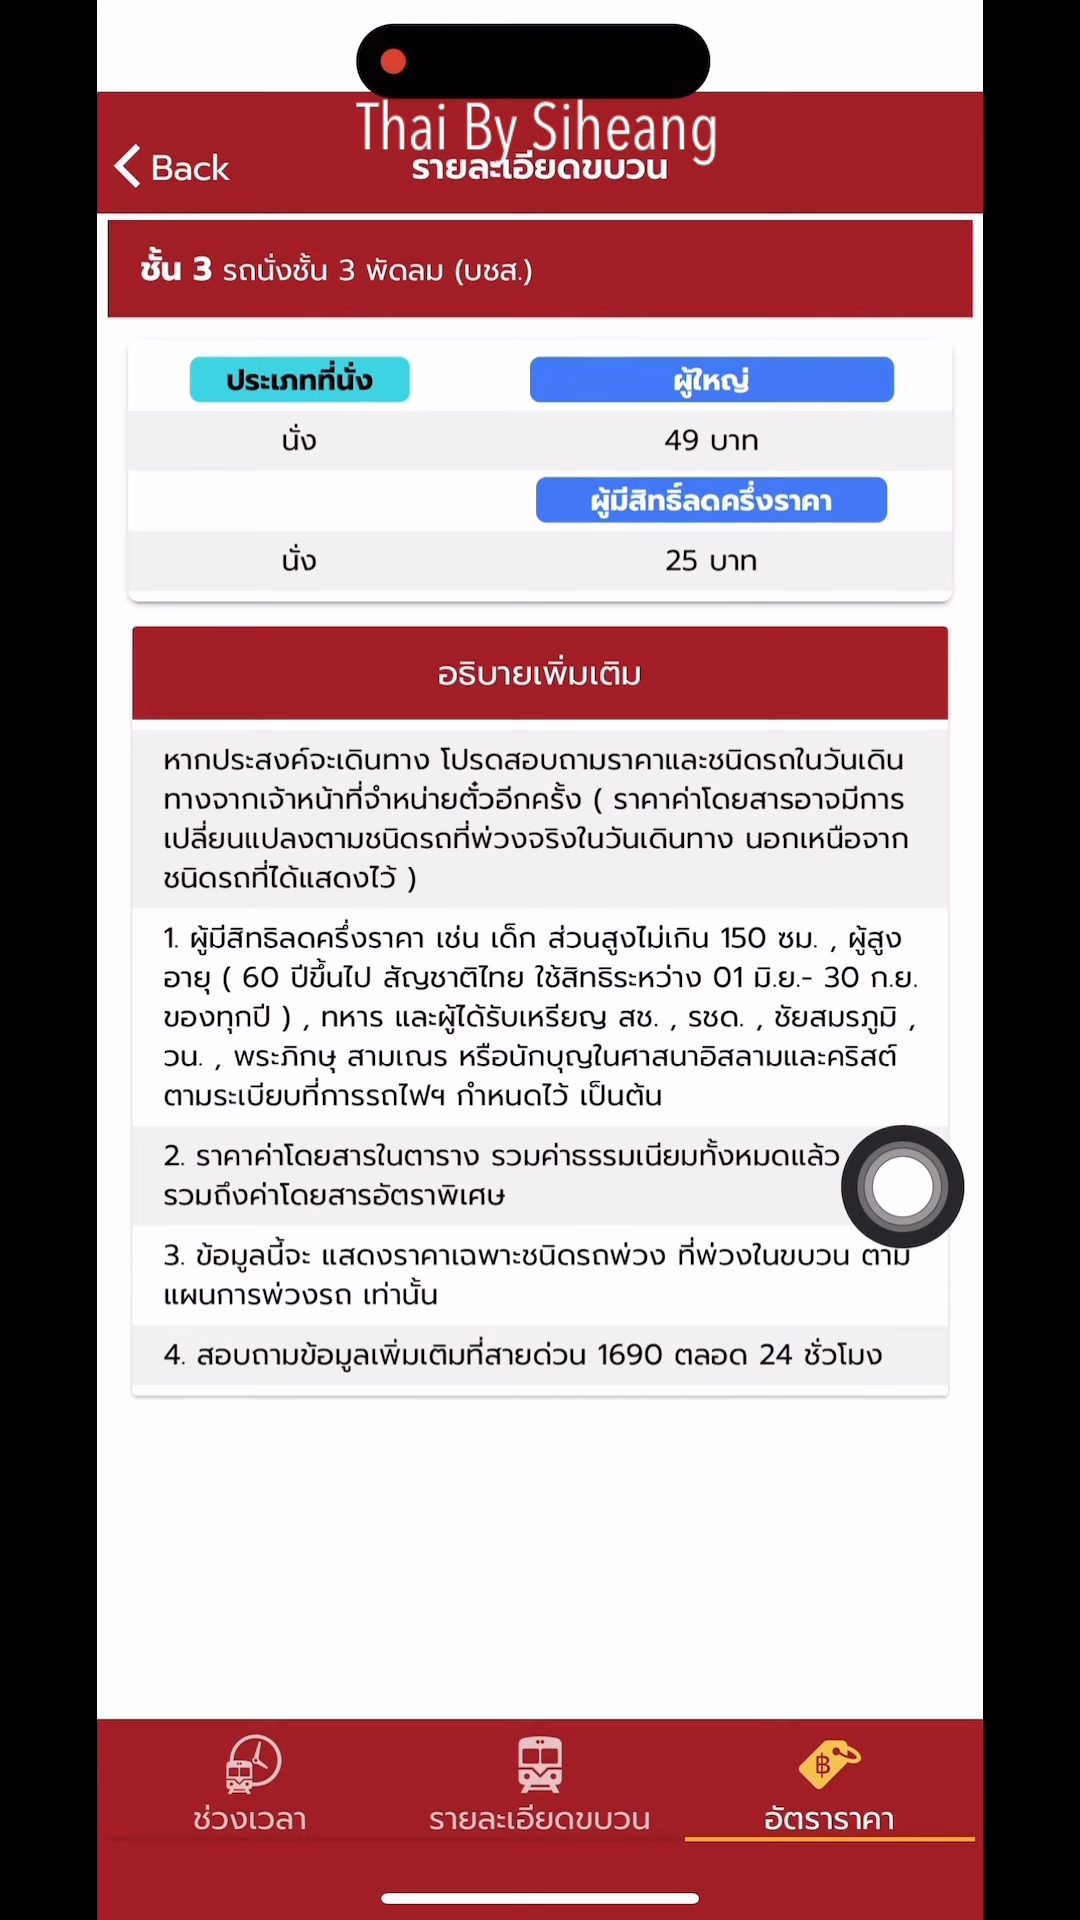 Thai By Siheang
Back
รายละเอียดขบวน
ชั้น 3 รถนั่งชั้น 3 พัดลม (บชส.)
ประเภทที่นั่ง ผู้ใหญ่
นั่ง 49 บาท
ผู้มีสิทธิ์ลดครึ่งราคา
นั่ง 25 บาท
อธิบายเพิ่มเติม
หากประสงค์จะเดินทาง โปรดสอบถามราคาและชนิดรถในวันเดิน
ทางจากเจ้าหน้าที่จำหน่ายตั๋วอีกครั้ง ( ราคาค่าโดยสารอาจมีการ
เปลี่ยนแปลงตามชนิดรถที่พ่วงจริงในวันเดินทาง นอกเหนือจาก
ชนิดรถที่ได้แสดงไว้ )
1. ผู้มีสิทธิลดครึ่งราคา เช่น เด็ก ส่วนสูงไม่เกิน 150 ซม. , ผู้สูง
อายุ ( 60 ปีขึ้นไป สัญชาติไทย ใช้สิทธิระหว่าง 01 มิ.ย.- 30 ก.ย.
ของทุกปี ) , ทหาร และผู้ได้รับเหรียญ สช. , รชด. , ชัยสมรภูมิ ,
วน. , พระภิกษุ สามเณร หรือนักบุญในศาสนาอิสลามและคริสต์
ตามระเบียบที่การรถไฟฯ กำหนดไว้ เป็นต้น
2. ราคาค่าโดยสารในตาราง รวมค่าธรรมเนียมทั้งหมดแล้ว
รวมถึงค่าโดยสารอัตราพิเศษ
3. ข้อมูลนี้จะ แสดงราคาเฉพาะชนิดรถพ่วง ที่พ่วงในขบวน ตาม
แผนการพ่วงรถ เท่านั้น
4. สอบถามข้อมูลเพิ่มเติมที่สายด่วน 1690 ตลอด 24 ชั่วโมง
ช่วงเวลา รายละเอียดขบวน อัตราราคา